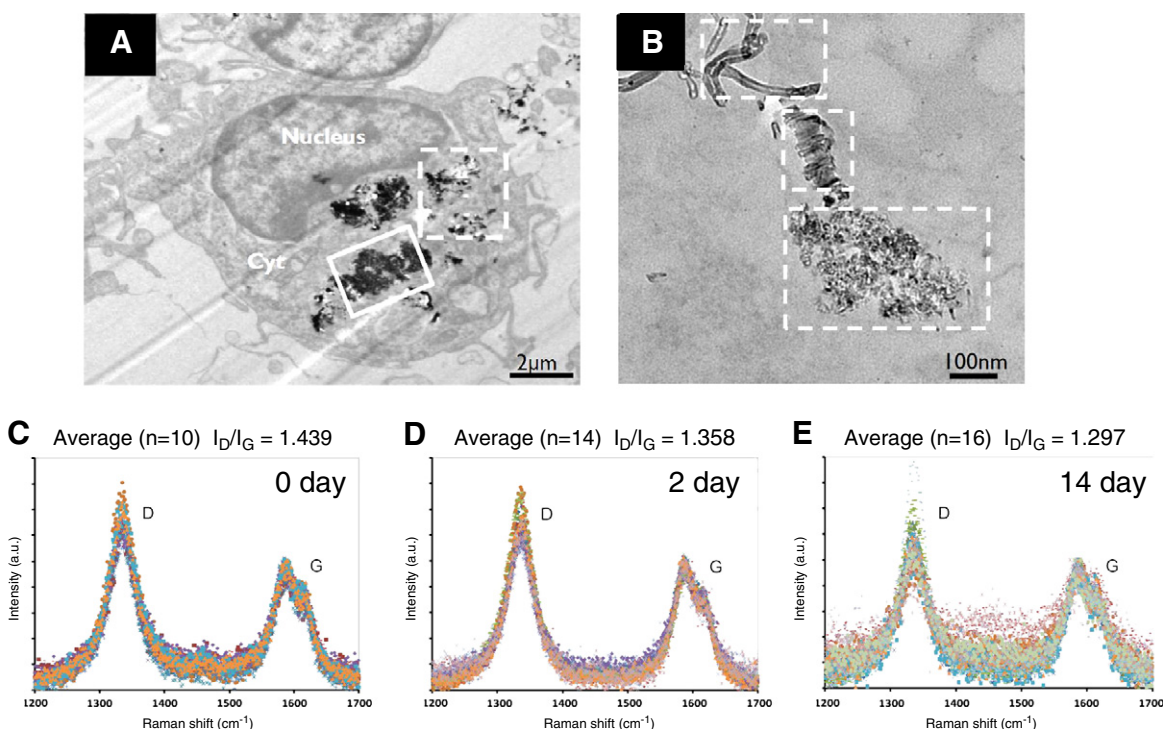 A
B
Nucleus
Cyt
2µm
100nm
C
Average (n=10) I_D/I_G = 1.439
D
Average (n=14) I_D/I_G = 1.358
E
Average (n=16) I_D/I_G = 1.297
0 day
D
G
Intensity (a.u.)
1200 1300 1400 1500 1600 1700
Raman shift (cm⁻¹)
2 day
D
G
Intensity (a.u.)
1200 1300 1400 1500 1600 1700
Raman shift (cm⁻¹)
14 day
D
G
Intensity (a.u.)
1200 1300 1400 1500 1600 1700
Raman shift (cm⁻¹)